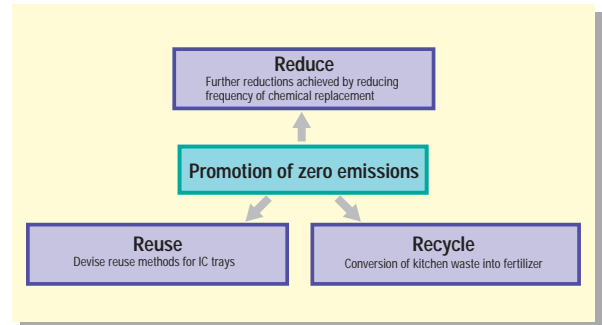 Reduce
Further reductions achieved by reducing
frequency of chemical replacement
Promotion of zero emissions
Reuse
Devise reuse methods for IC trays
Recycle
Conversion of kitchen waste into fertilizer